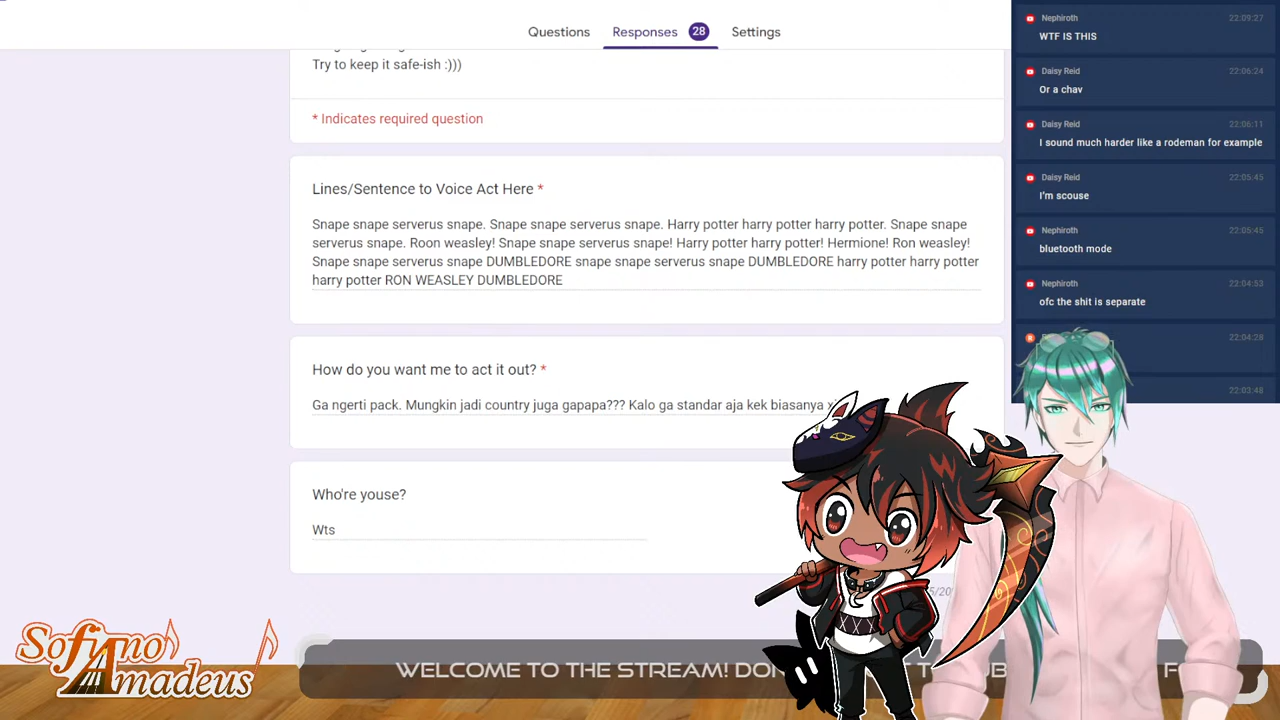 Questions
Responses 28
Settings
Try to keep it safe-ish :)))
* Indicates required question
Lines/Sentence to Voice Act Here *
Snape snape serverus snape. Snape snape serverus snape. Harry potter harry potter harry potter. Snape snape
serverus snape. Roon weasley! Snape snape serverus snape! Harry potter harry potter! Hermione! Ron weasley!
Snape snape serverus snape DUMBLEDORE snape snape serverus snape DUMBLEDORE harry potter harry potter
harry potter RON WEASLEY DUMBLEDORE
How do you want me to act it out? *
Ga ngerti pack. Mungkin jadi country juga gapapa??? Kalo ga standar aja kek biasanya
Who're youse?
Wts
Nephiroth 22:09:27
WTF IS THIS
Daisy Reid 22:06:24
Or a chav
Daisy Reid 22:06:11
I sound much harder like a rodeman for example
Daisy Reid 22:05:45
I'm scouse
Nephiroth 22:05:45
bluetooth mode
Nephiroth 22:04:53
ofc the shit is separate
22:04:28
22:03:48
Sofiano
Amadeus
WELCOME TO THE STREAM!